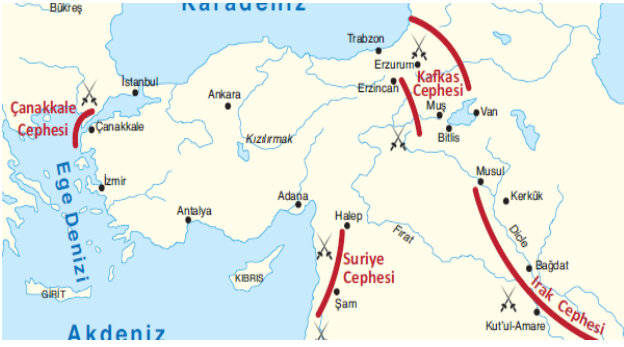 Bükreş
Karadeniz
Trabzon
Erzurum
Kafkas
Cephesi
Erzincan
İstanbul
Ankara
Çanakkale
Cephesi
Çanakkale
Muş
Van
Bitlis
Kızılırmak
Ege Denizi
İzmir
Musul
Kerkük
Adana
Antalya
Halep
Fırat
Dicle
Suriye
Cephesi
KIBRIS
GİRİT
Şam
Bağdat
Irak Cephesi
Kut'ul-Amare
Akdeniz